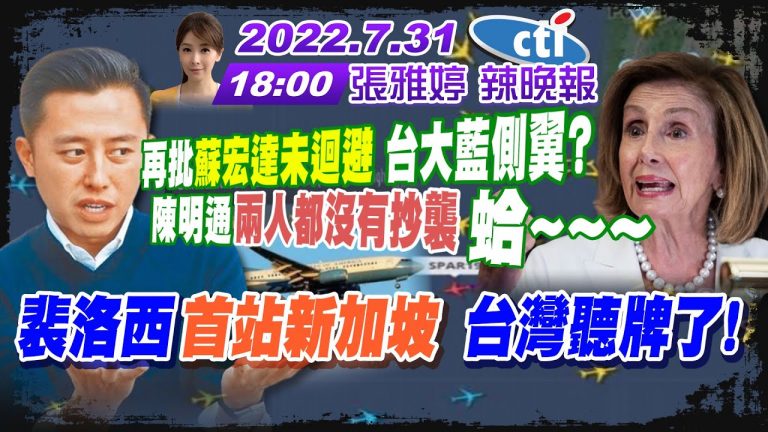 2022.7.31
cti
18:00 張雅婷 辣晚報
再批蘇宏達未迴避 台大藍側翼?
陳明通兩人都沒有抄襲 蛤~~~
SPAR19
裴洛西 首站新加坡 台灣聽牌了!